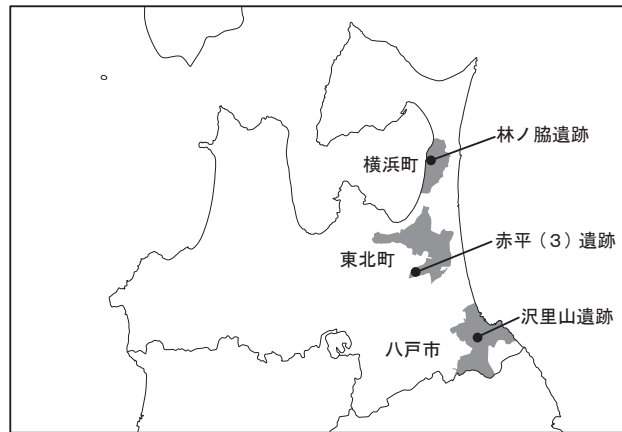 林ノ脇遺跡
横浜町
赤平（3）遺跡
東北町
沢里山遺跡
八戸市